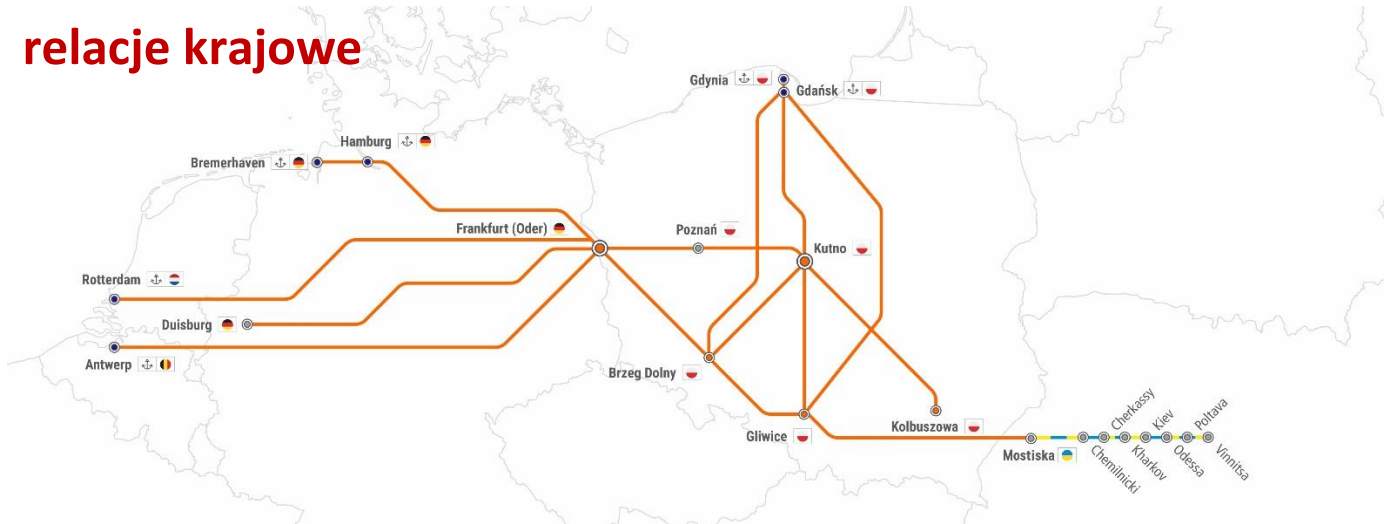 relacje krajowe
Gdynia
Gdańsk
Hamburg
Bremerhaven
Frankfurt (Oder)
Poznań
Kutno
Rotterdam
Duisburg
Antwerp
Brzeg Dolny
Gliwice
Kolbuszowa
Mostiska
Chemilnicki
Cherkassy
Kharkov
Kiev
Odessa
Poltava
Vinnitsa